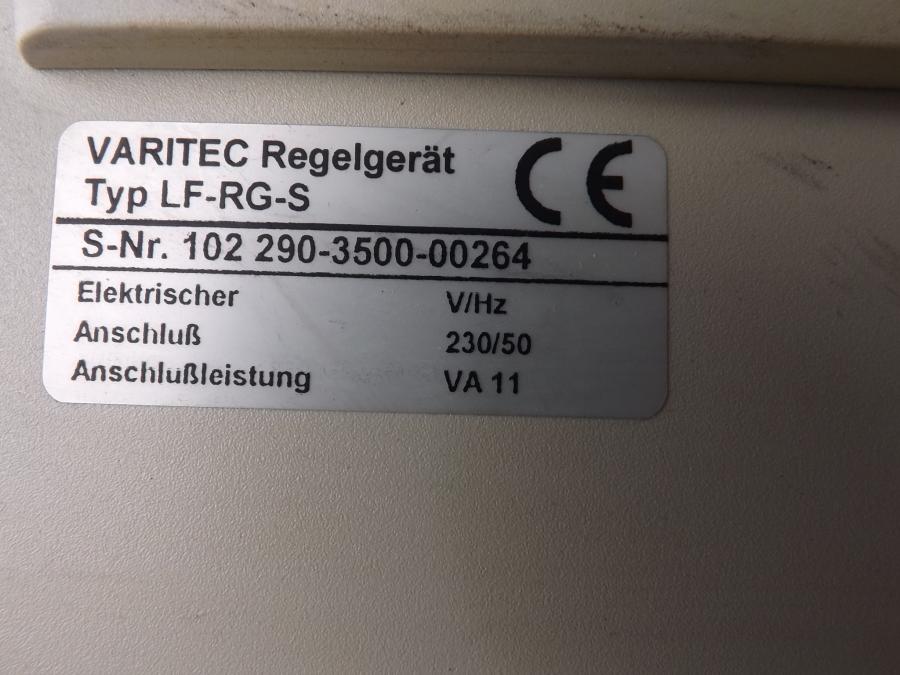 VARITEC Regelgerät
Typ LF-RG-S
CE
S-Nr. 102 290-3500-00264
Elektrischer V/Hz
Anschluß 230/50
Anschlußleistung VA 11